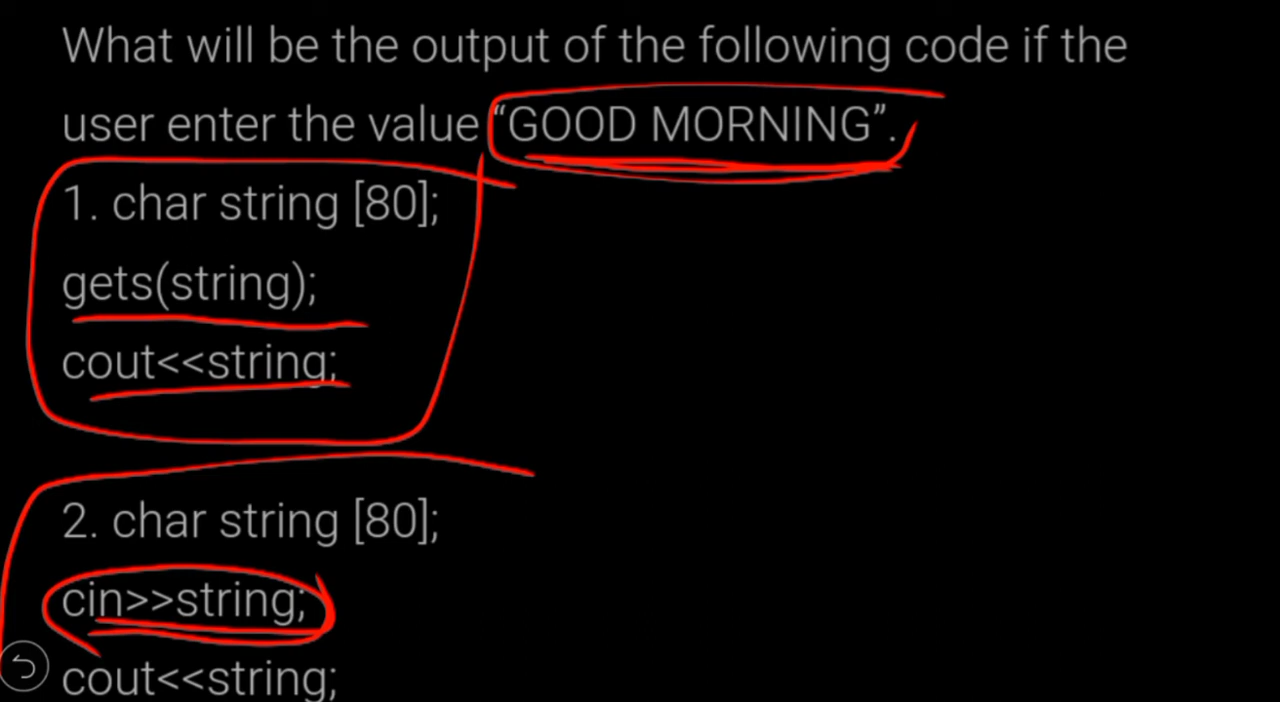 What will be the output of the following code if the
user enter the value “GOOD MORNING”.
1. char string [80];
gets(string);
cout<<string;
2. char string [80];
cin>>string;
cout<<string;